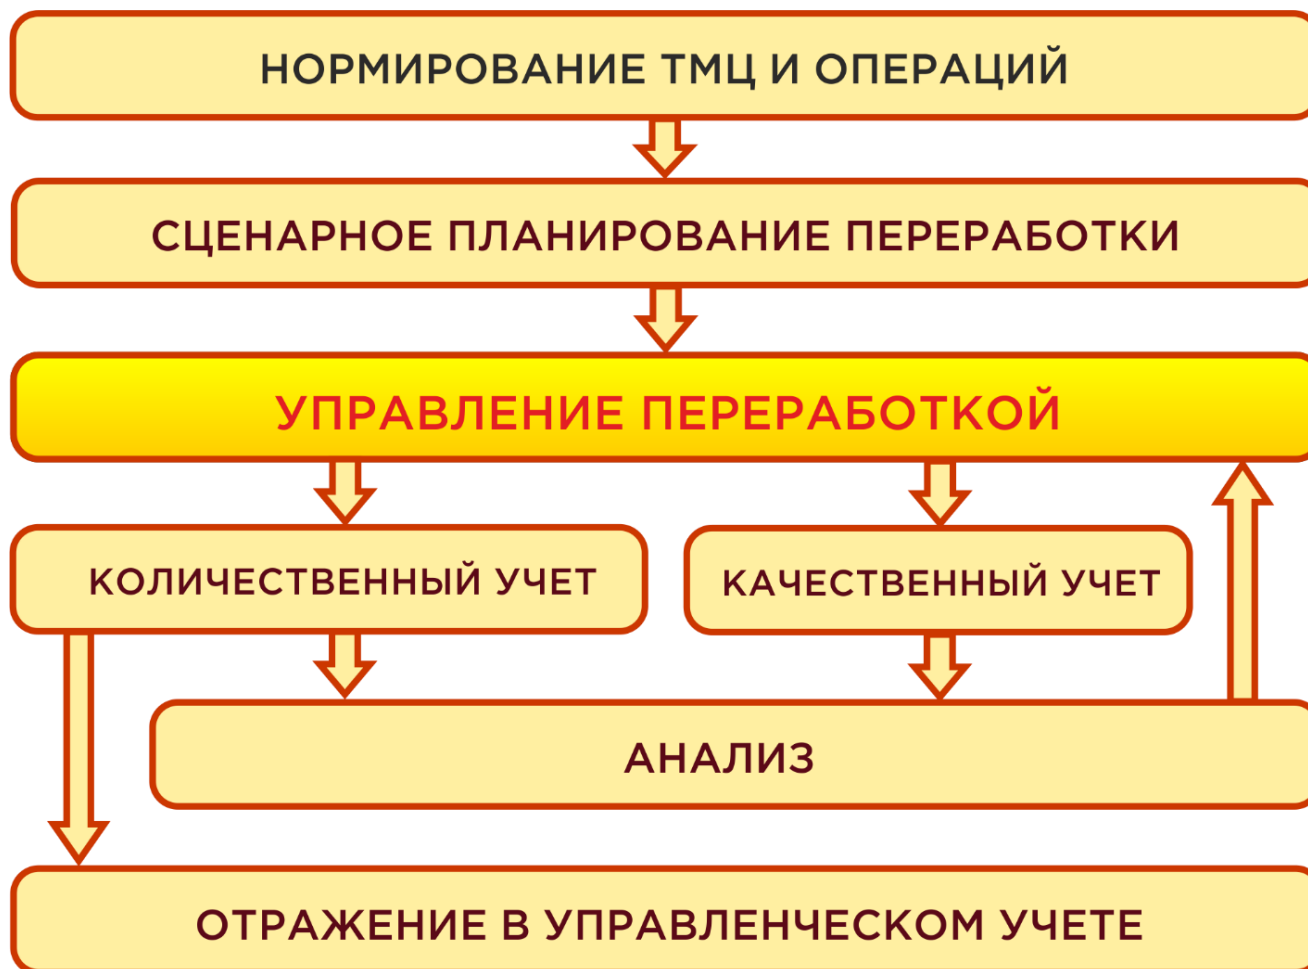 НОРМИРОВАНИЕ ТМЦ И ОПЕРАЦИЙ
СЦЕНАРНОЕ ПЛАНИРОВАНИЕ ПЕРЕРАБОТКИ
УПРАВЛЕНИЕ ПЕРЕРАБОТКОЙ
КОЛИЧЕСТВЕННЫЙ УЧЕТ
КАЧЕСТВЕННЫЙ УЧЕТ
АНАЛИЗ
ОТРАЖЕНИЕ В УПРАВЛЕНЧЕСКОМ УЧЕТЕ